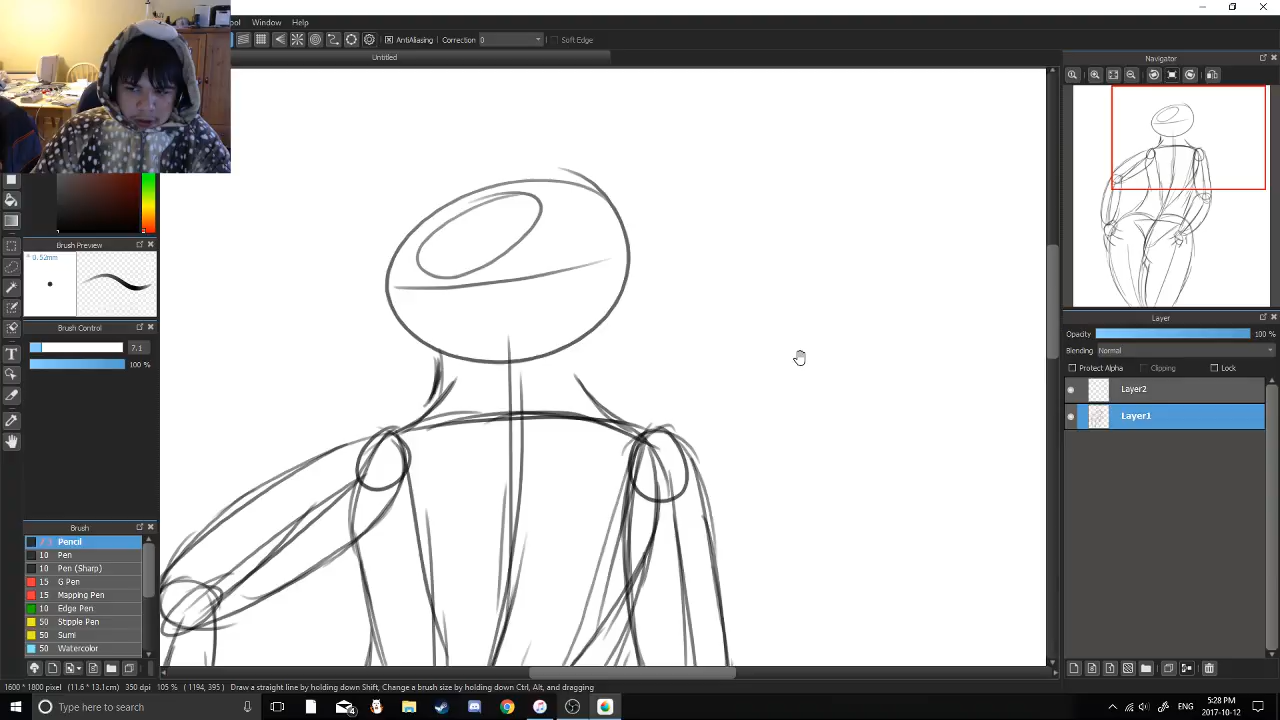 ol Window Help
AntiAliasing Correction 0 Soft Edge
Untitled
Navigator
Brush Preview
0.52mm
Brush Control
7.1
100 %
Layer
Opacity 100 %
Blending Normal
Protect Alpha Clipping Lock
Layer2
Layer1
Brush
Pencil
10 Pen
10 Pen (Sharp)
15 G Pen
15 Mapping Pen
10 Edge Pen
50 Stipple Pen
50 Sumi
50 Watercolor
1600 * 1800 pixel (11.6 * 13.1cm) 350 dpi 105 % ( 1194, 395 ) Draw a straight line by holding down Shift, Change a brush size by holding down Ctrl, Alt, and dragging
Type here to search
5:28 PM
2017-10-12